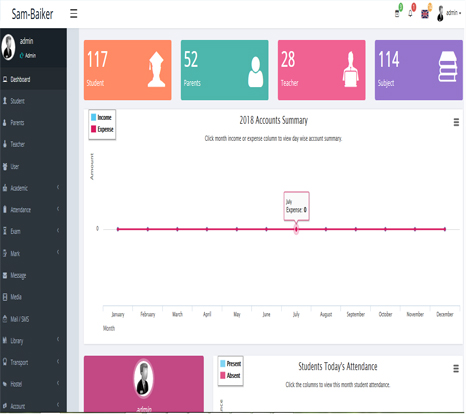 Sam-Baiker
admin
admin
Admin
Dashboard
Student
Parents
Teacher
User
Academic
Attendance
Exam
Mark
Message
Media
Mail / SMS
Library
Transport
Hostel
Account
117
Student
52
Parents
28
Teacher
114
Subject
Income
Expense
2018 Accounts Summary
Click month income or expense column to view day wise account summary.
Amount
July
Expense: 0
0
January February March April May June July August September October November December
Month
admin
Present
Absent
Students Today's Attendance
Click the columns to view this month student attendance.